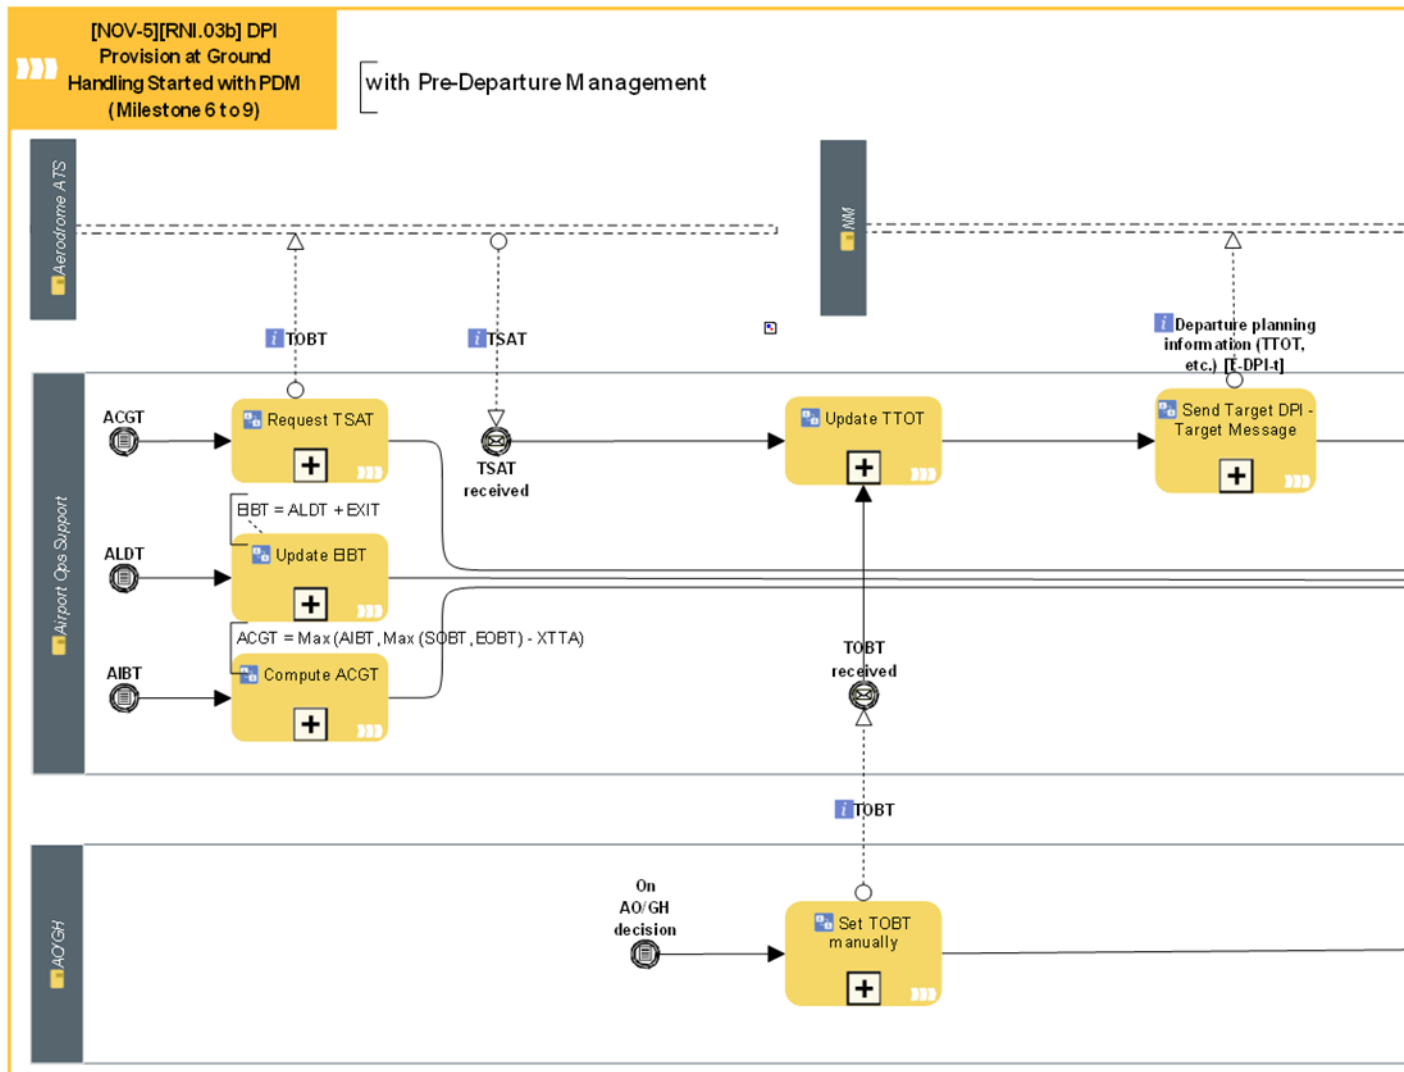 [NOV-5][RNI.03b] DPI
Provision at Ground
Handling Started with PDM
(Milestone 6 to 9)
with Pre-Departure Management
Aerodrome ATS
NM
TOBT
TSAT
Departure planning
information (TTOT,
etc.) [E-DPI-t]
Airport Ops Support
ACGT
Request TSAT
TSAT
received
Update TTOT
Send Target DPI -
Target Message
EIBT = ALDT + EXIT
ALDT
Update EIBT
ACGT = Max (AIBT, Max (SOBT, EOBT) - XTTA)
AIBT
Compute ACGT
TOBT
received
TOBT
AO/GH
On
AO/GH
decision
Set TOBT
manually